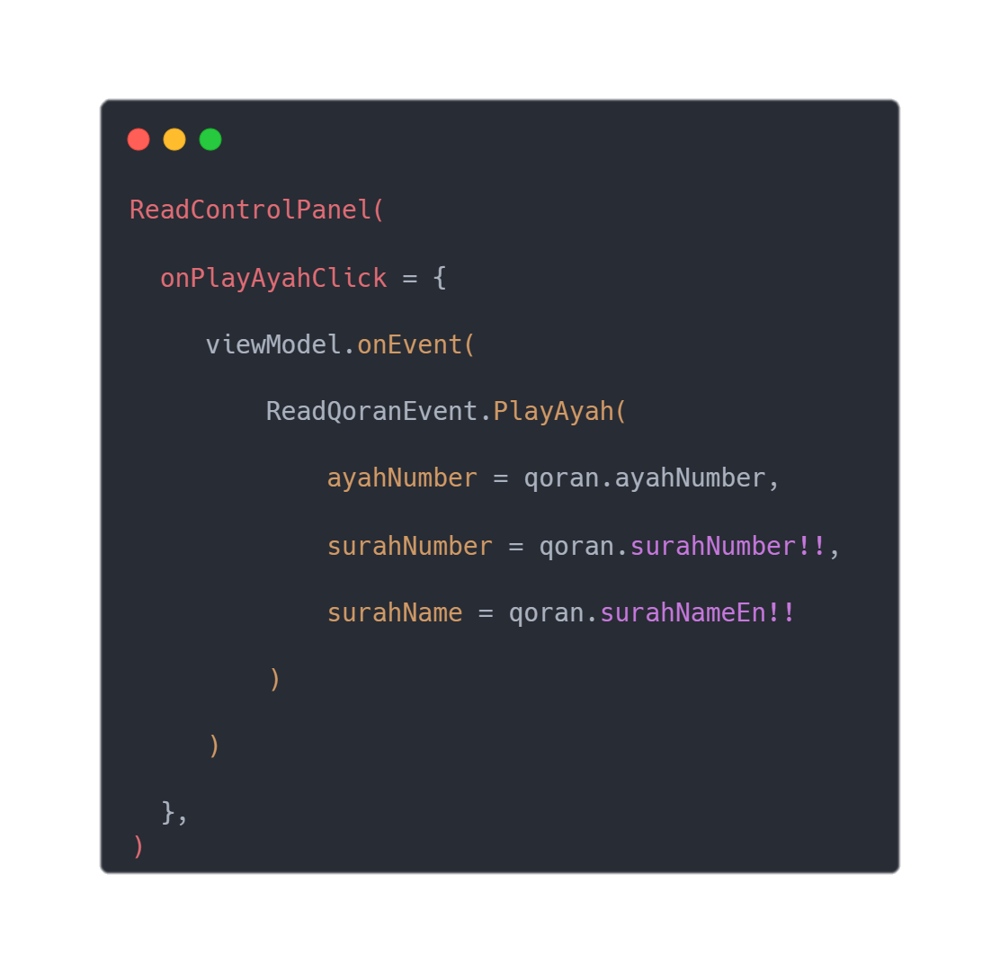 ReadControlPanel(
  onPlayAyahClick = {
     viewModel.onEvent(
         ReadQoranEvent.PlayAyah(
             ayahNumber = qoran.ayahNumber,
             surahNumber = qoran.surahNumber!!,
             surahName = qoran.surahNameEn!!
         )
     )
  },
)